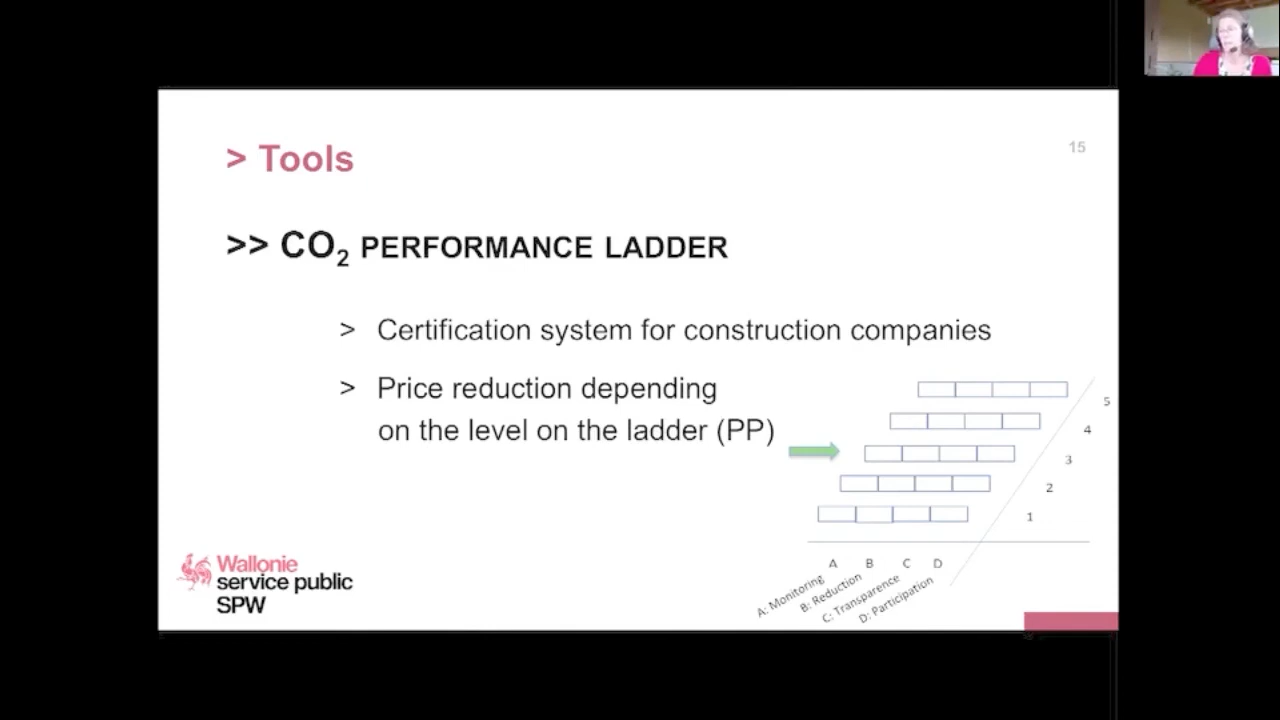 > Tools
15
>> CO₂ PERFORMANCE LADDER
> Certification system for construction companies
> Price reduction depending
on the level on the ladder (PP)
5
4
3
2
1
A B C D
A: Monitoring
B: Reduction
C: Transparence
D: Participation
Wallonie
service public
SPW